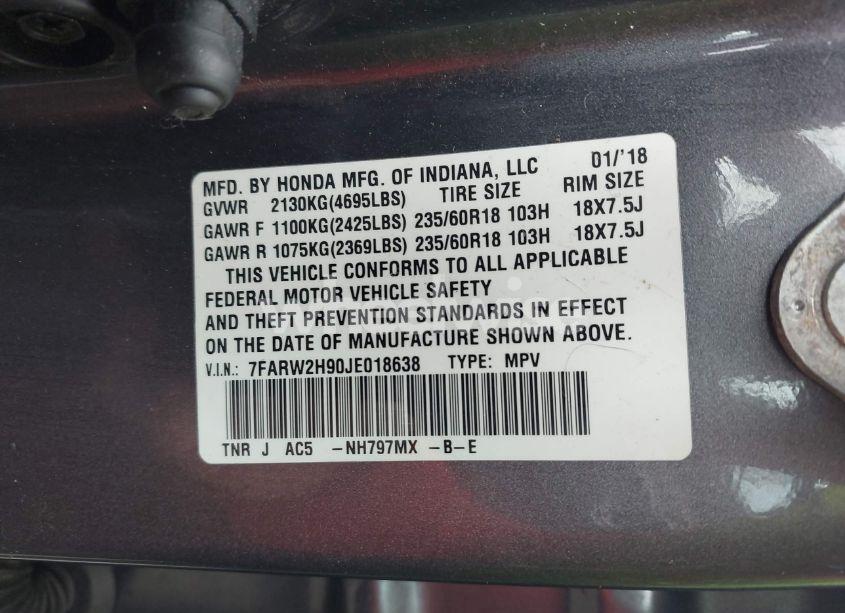 MFD. BY HONDA MFG. OF INDIANA, LLC 01/'18
GVWR 2130KG(4695LBS) TIRE SIZE RIM SIZE
GAWR F 1100KG(2425LBS) 235/60R18 103H 18X7.5J
GAWR R 1075KG(2369LBS) 235/60R18 103H 18X7.5J
THIS VEHICLE CONFORMS TO ALL APPLICABLE
FEDERAL MOTOR VEHICLE SAFETY
AND THEFT PREVENTION STANDARDS IN EFFECT
ON THE DATE OF MANUFACTURE SHOWN ABOVE.
V.I.N.: 7FARW2H90JE018638 TYPE: MPV
TNR J AC5 -NH797MX -B-E